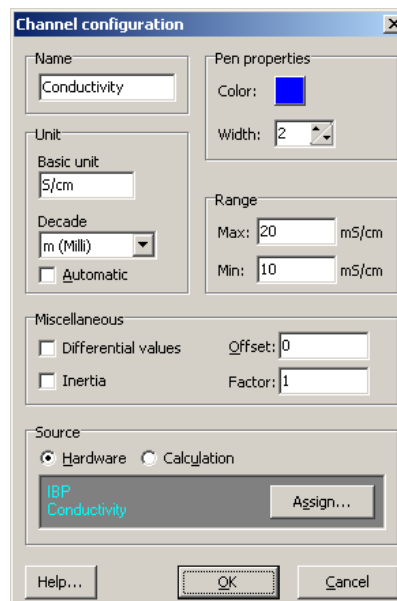 Channel configuration
Name
Conductivity
Pen properties
Color:
Width: 2
Unit
Basic unit
S/cm
Decade
m (Milli)
Automatic
Range
Max: 20 mS/cm
Min: 10 mS/cm
Miscellaneous
Differential values
Offset: 0
Inertia
Factor: 1
Source
Hardware Calculation
IBP
Conductivity
Assign...
Help... OK Cancel